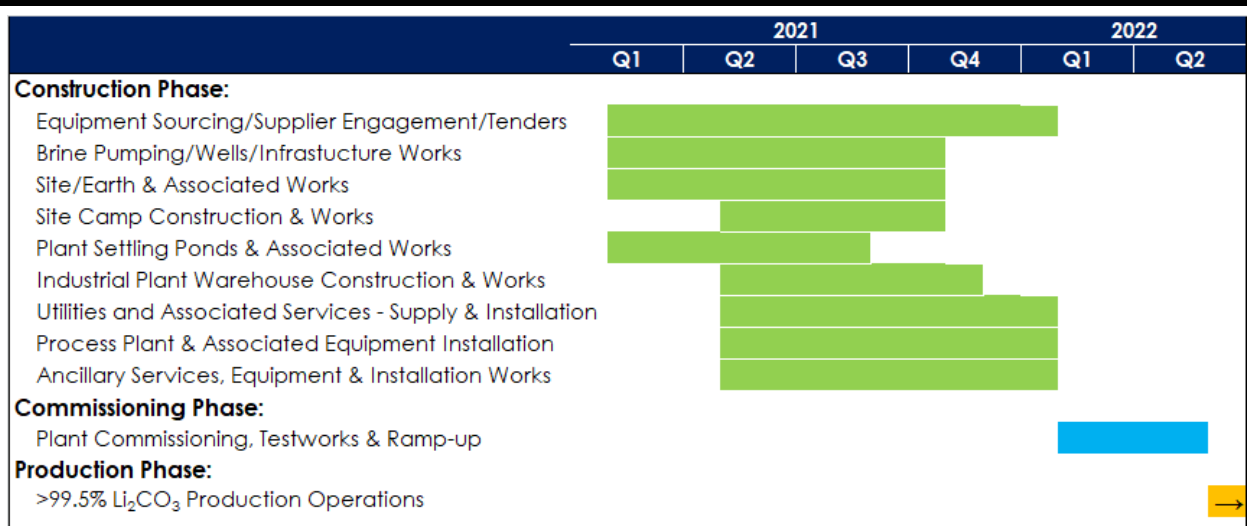 2021 2022
Q1 Q2 Q3 Q4 Q1 Q2
Construction Phase:
Equipment Sourcing/Supplier Engagement/Tenders
Brine Pumping/Wells/Infrastucture Works
Site/Earth & Associated Works
Site Camp Construction & Works
Plant Settling Ponds & Associated Works
Industrial Plant Warehouse Construction & Works
Utilities and Associated Services - Supply & Installation
Process Plant & Associated Equipment Installation
Ancillary Services, Equipment & Installation Works
Commissioning Phase:
Plant Commissioning, Testworks & Ramp-up
Production Phase:
>99.5% Li₂CO₃ Production Operations →